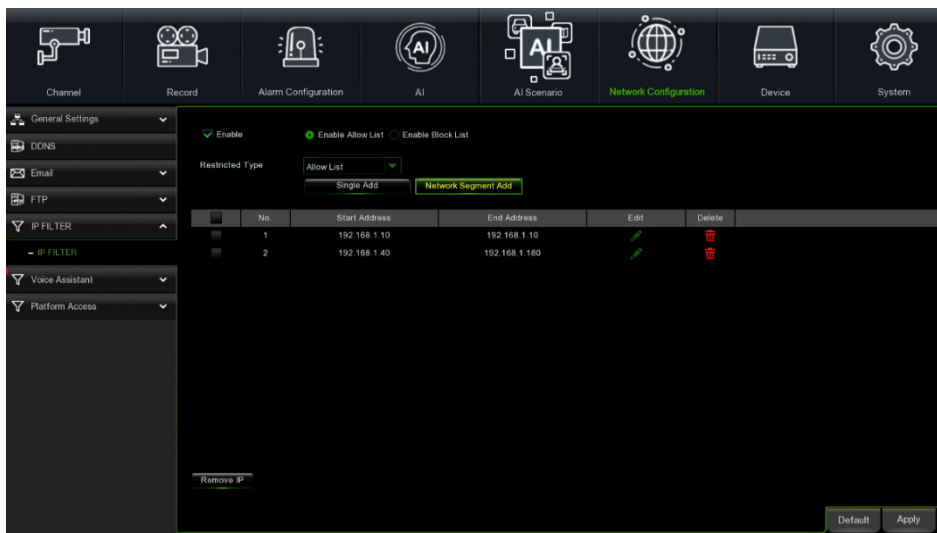 AI
AI
Channel Record Alarm Configuration AI AI Scenario Network Configuration Device System
General Settings
DDNS
Email
FTP
IP FILTER
– IP FILTER
Voice Assistant
Platform Access
Enable Enable Allow List Enable Block List
Restricted Type Allow List
Single Add Network Segment Add
No. Start Address End Address Edit Delete
1 192.168.1.10 192.168.1.10
2 192.168.1.40 192.168.1.180
Remove IP
Default Apply